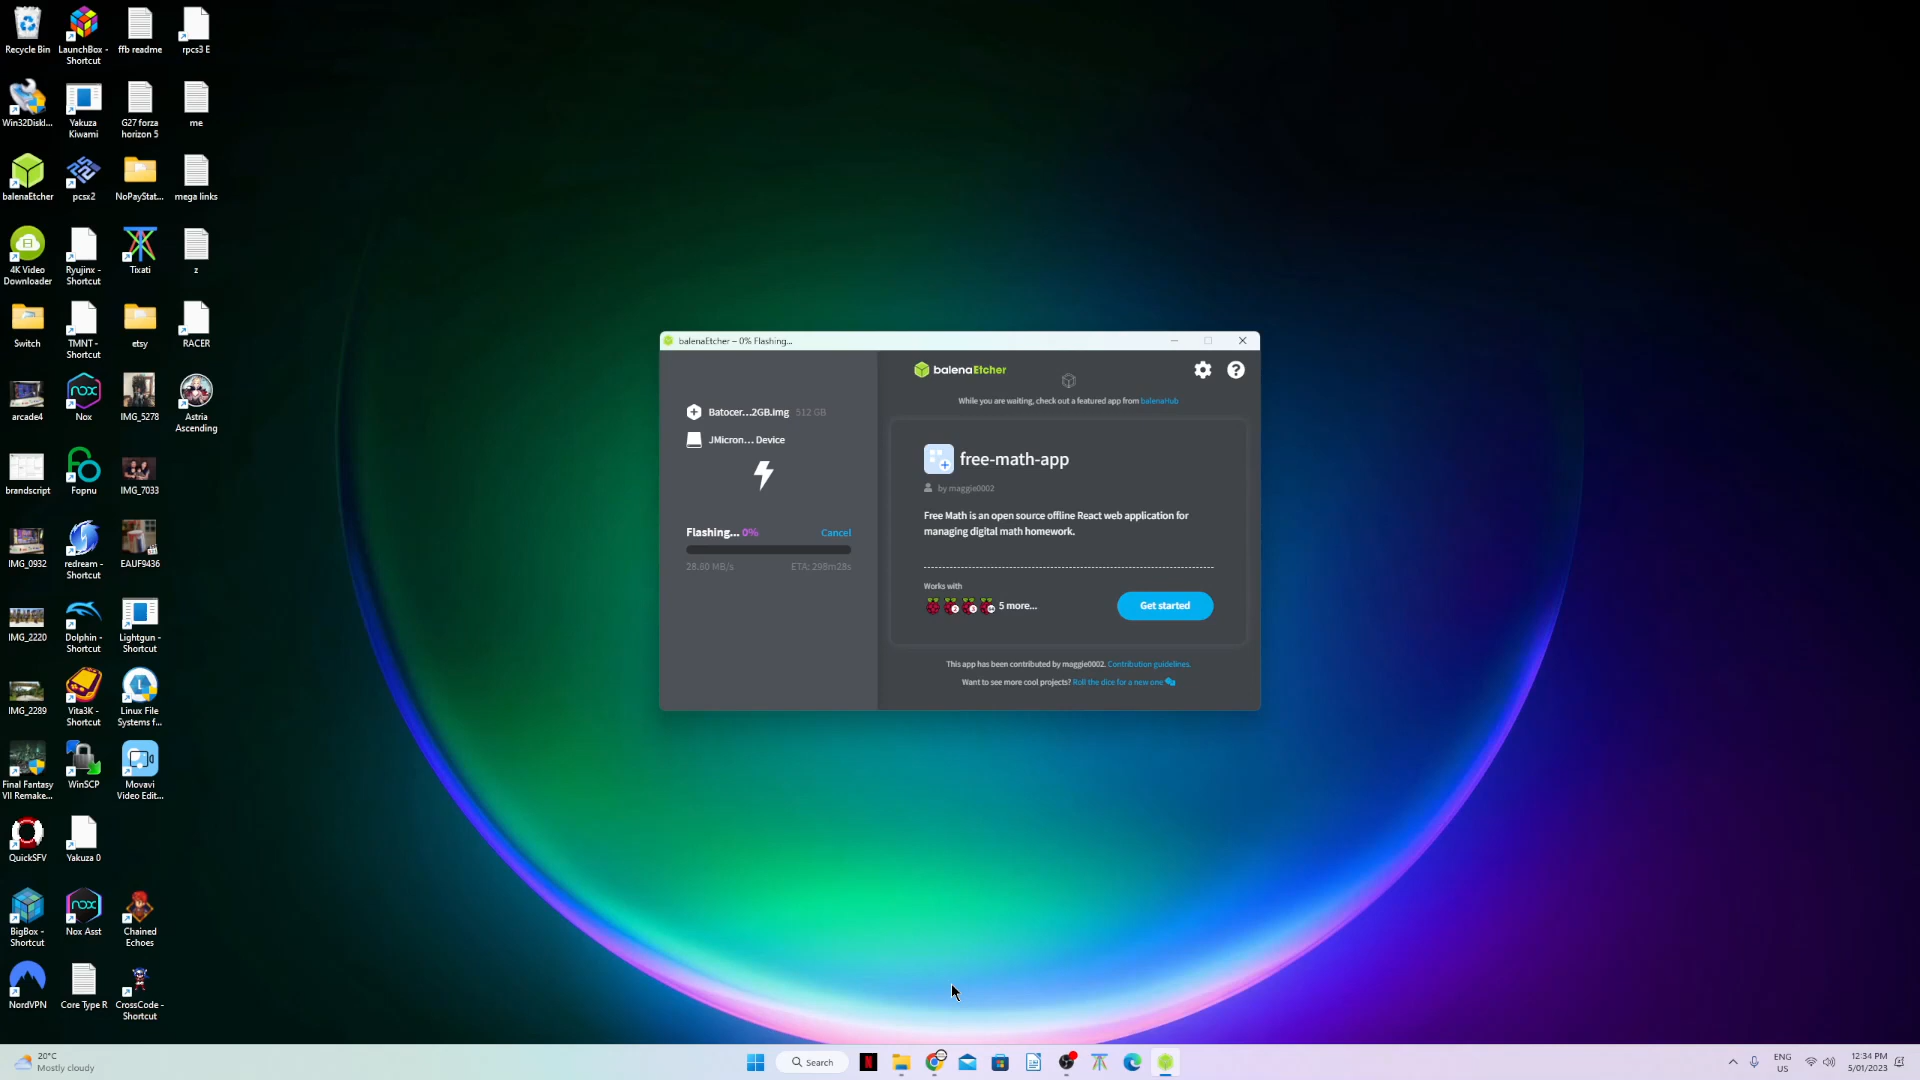 Recycle Bin
LaunchBox -
Shortcut
ffb readme
rpcs3 E
Win32DiskI...
Yakuza
Kiwami
G27 forza
horizon 5
me
balenaEtcher
pcsx2
NoPayStat...
mega links
4K Video
Downloader
Ryujinx -
Shortcut
Tixati
z
Switch
TMNT -
Shortcut
etsy
RACER
arcade4
Nox
IMG_5278
Astria
Ascending
brandscript
Fopnu
IMG_7033
IMG_0932
redream -
Shortcut
EAUF9436
IMG_2220
Dolphin -
Shortcut
Lightgun -
Shortcut
IMG_2289
Vita3K -
Shortcut
Linux File
Systems f...
Final Fantasy
VII Remake...
WinSCP
Movavi
Video Edit...
QuickSFV
Yakuza 0
BigBox -
Shortcut
Nox Asst
Chained
Echoes
NordVPN
Core Type R
CrossCode -
Shortcut
balenaEtcher – 0% Flashing...
Batocer...2GB.img 512 GB
JMicron... Device
Flashing... 0% Cancel
28.80 MB/s ETA: 298m28s
balenaEtcher
While you are waiting, check out a featured app from balenaHub
free-math-app
by maggie0002
Free Math is an open source offline React web application for
managing digital math homework.
Works with
5 more...
Get started
This app has been contributed by maggie0002. Contribution guidelines.
Want to see more cool projects? Roll the dice for a new one
20°C
Mostly cloudy
Search
ENG
US
12:34 PM
5/01/2023